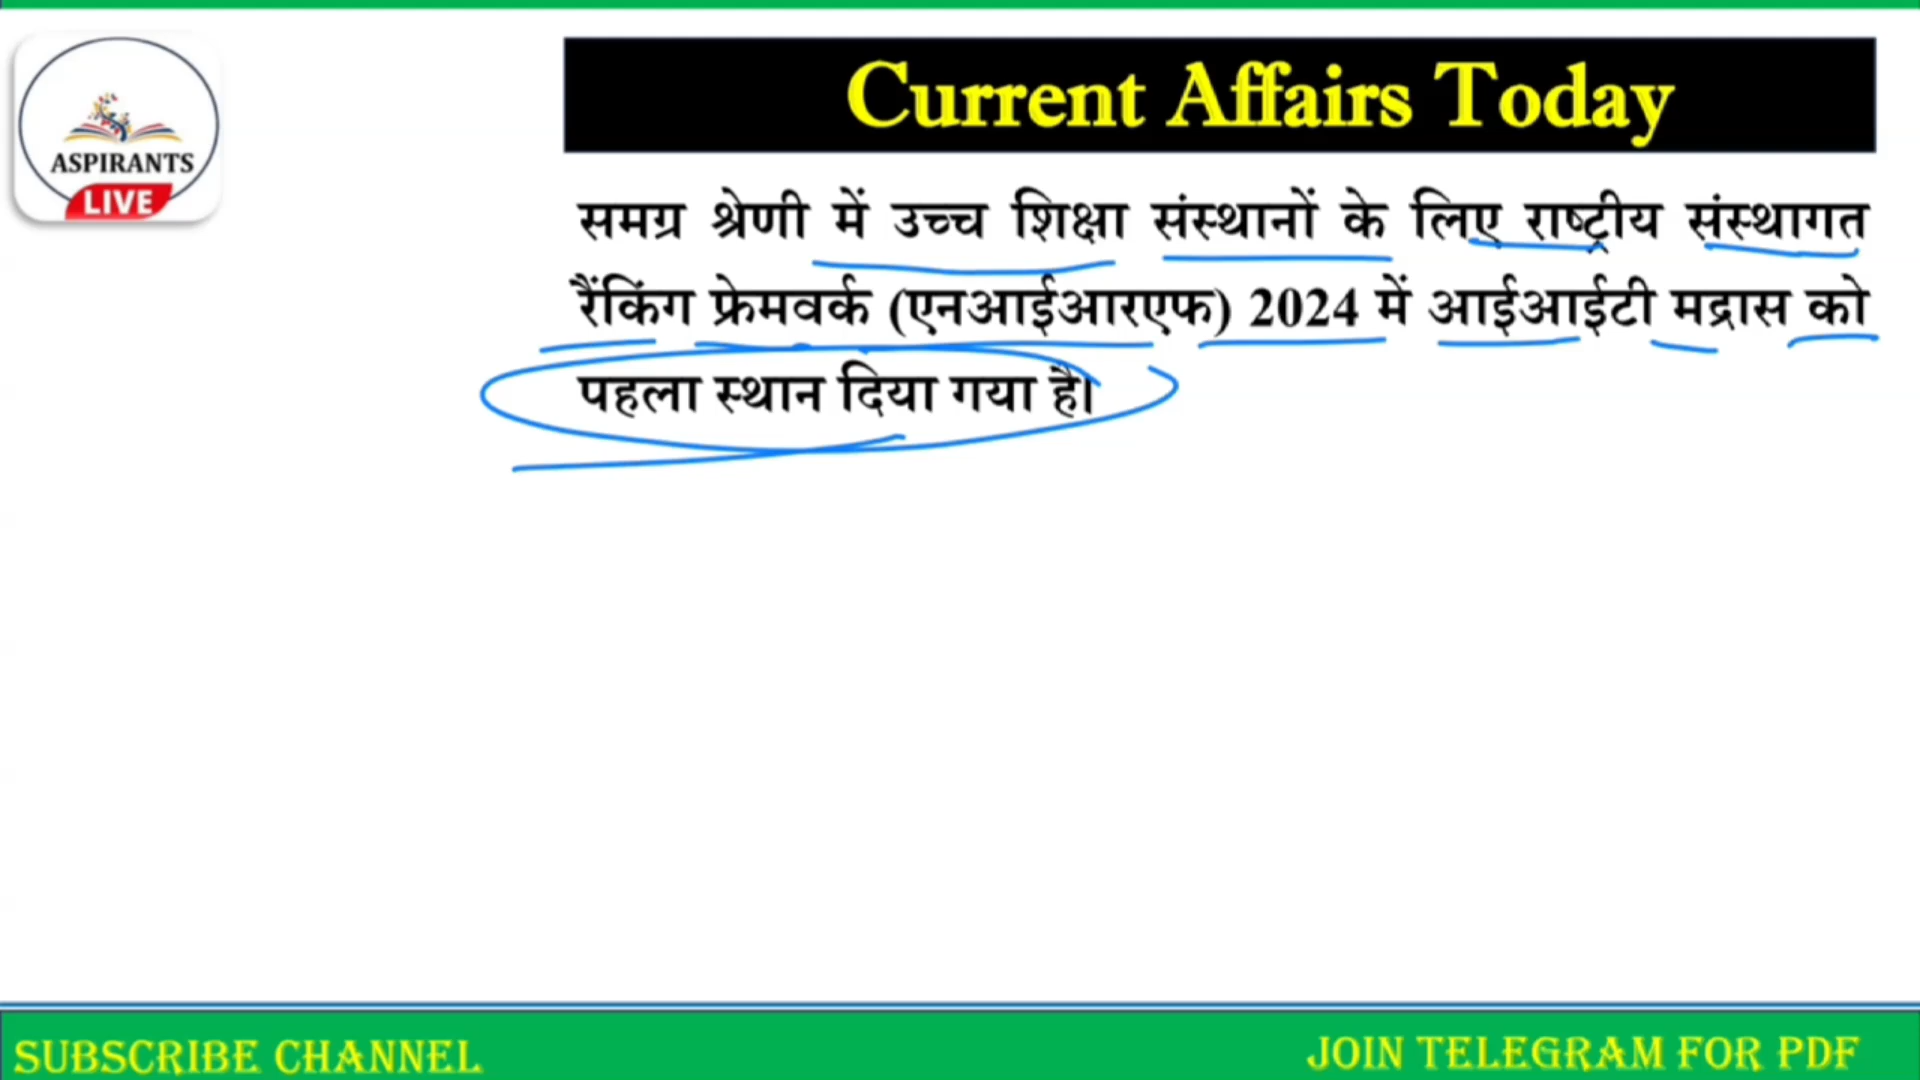 ASPIRANTS
LIVE
Current Affairs Today
समग्र श्रेणी में उच्च शिक्षा संस्थानों के लिए राष्ट्रीय संस्थागत
रैंकिंग फ्रेमवर्क (एनआईआरएफ) 2024 में आईआईटी मद्रास को
पहला स्थान दिया गया है।
SUBSCRIBE CHANNEL
JOIN TELEGRAM FOR PDF